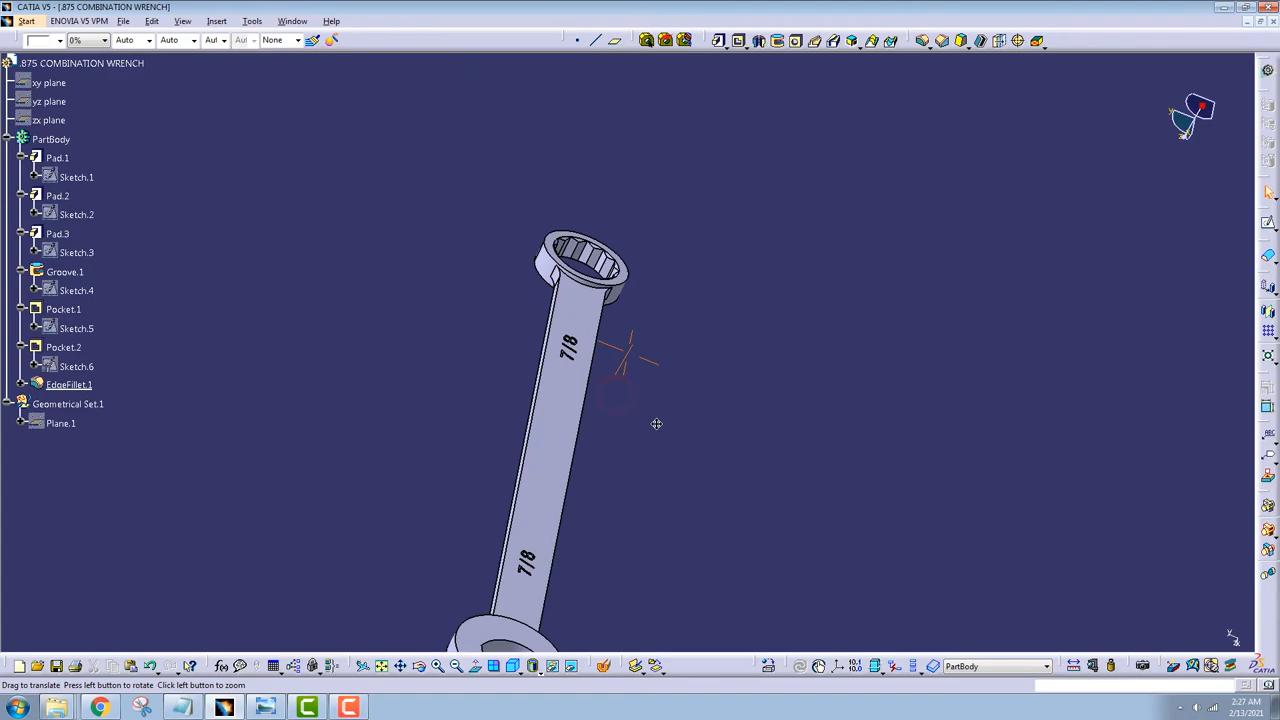 CATIA V5 - [.875 COMBINATION WRENCH]
Start ENOVIA V5 VPM File Edit View Insert Tools Window Help
0% Auto Auto Aut Aut None
.875 COMBINATION WRENCH
xy plane
yz plane
zx plane
PartBody
Pad.1
Sketch.1
Pad.2
Sketch.2
Pad.3
Sketch.3
Groove.1
Sketch.4
Pocket.1
Sketch.5
Pocket.2
Sketch.6
EdgeFillet.1
Geometrical Set.1
Plane.1
7/8
7/8
PartBody
Drag to translate Press left button to rotate Click left button to zoom
2:27 AM
2/13/2021